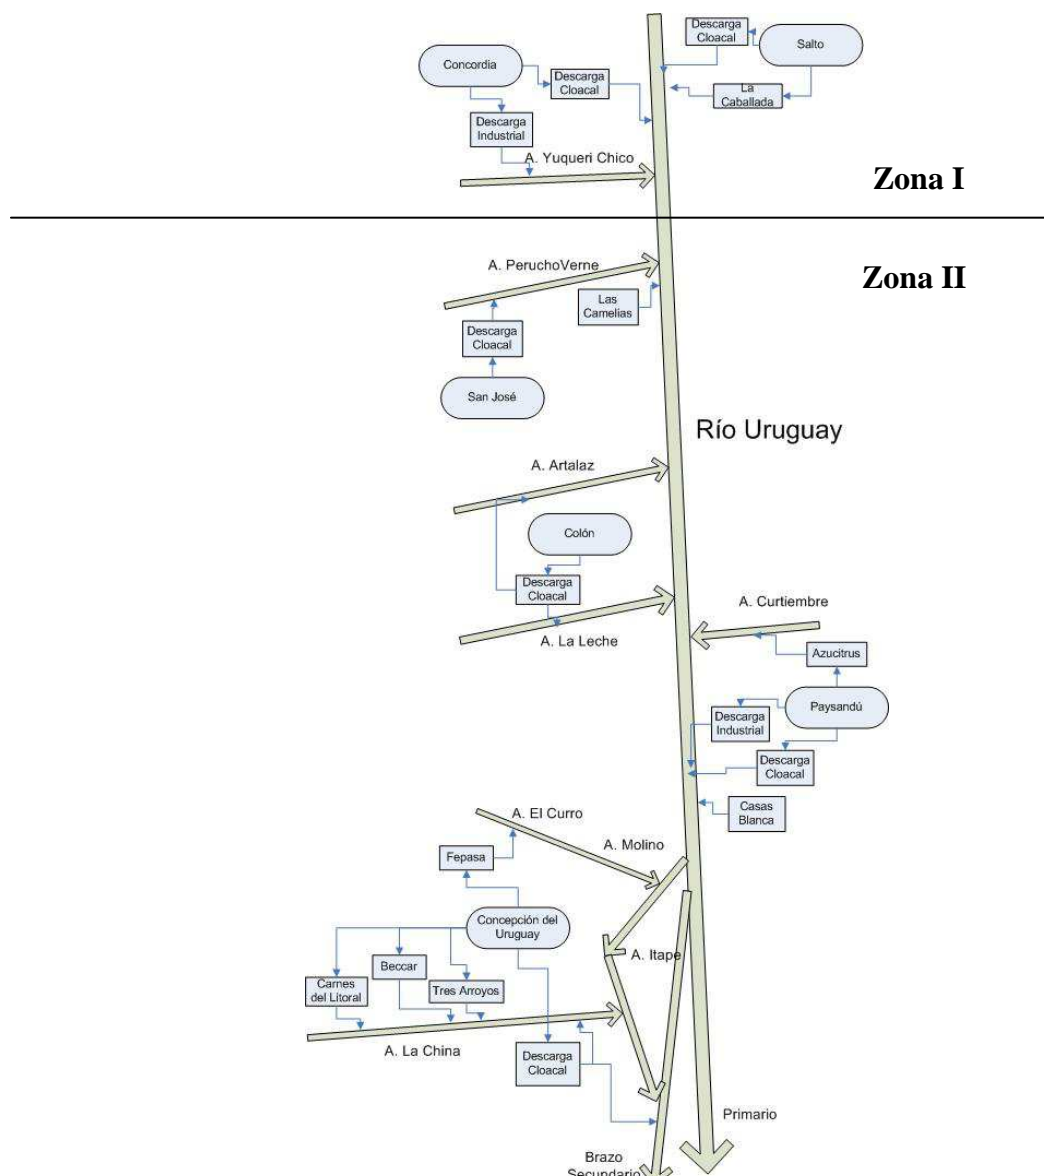 Descarga
Cloacal
Salto
Concordia
Descarga
Cloacal
La
Caballada
Descarga
Industrial
A. Yuqueri Chico
Zona I
A. PeruchoVerne
Zona II
Las
Camelias
Descarga
Cloacal
San José
Río Uruguay
A. Artalaz
Colón
Descarga
Cloacal
A. La Leche
A. Curtiembre
Azucitrus
Paysandú
Descarga
Industrial
Descarga
Cloacal
Casas
Blanca
A. El Curro
A. Molino
Fepasa
Concepción del
Uruguay
A. Itape
Beccar
Carnes
del Litoral
Tres Arroyos
A. La China
Descarga
Cloacal
Primario
Brazo
Secundario